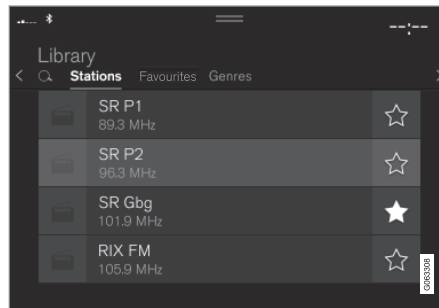 --:--
Library
Stations Favourites Genres
SR P1
89.3 MHz
SR P2
96.3 MHz
SR Gbg
101.9 MHz
RIX FM
105.9 MHz
G063308